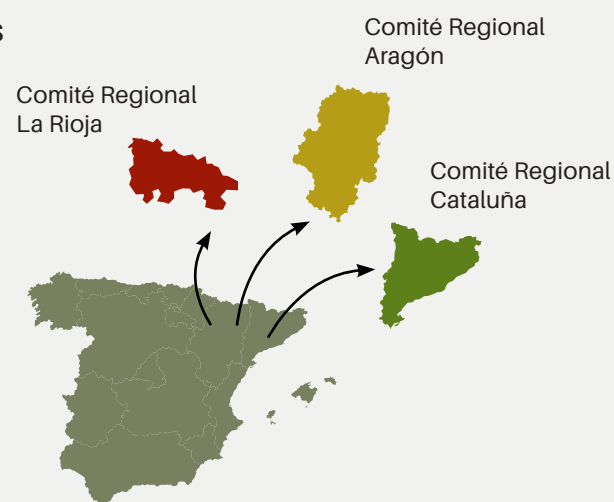 s
Comité Regional
Aragón
Comité Regional
La Rioja
Comité Regional
Cataluña